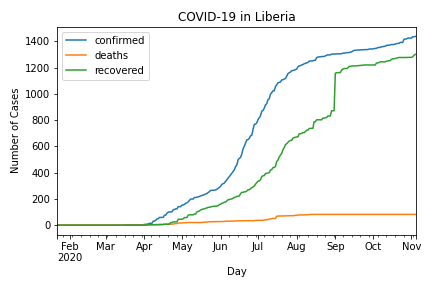 COVID-19 in Liberia
confirmed
deaths
recovered
Number of Cases
1400
1200
1000
800
600
400
200
0
Feb Mar Apr May Jun Jul Aug Sep Oct Nov
2020
Day